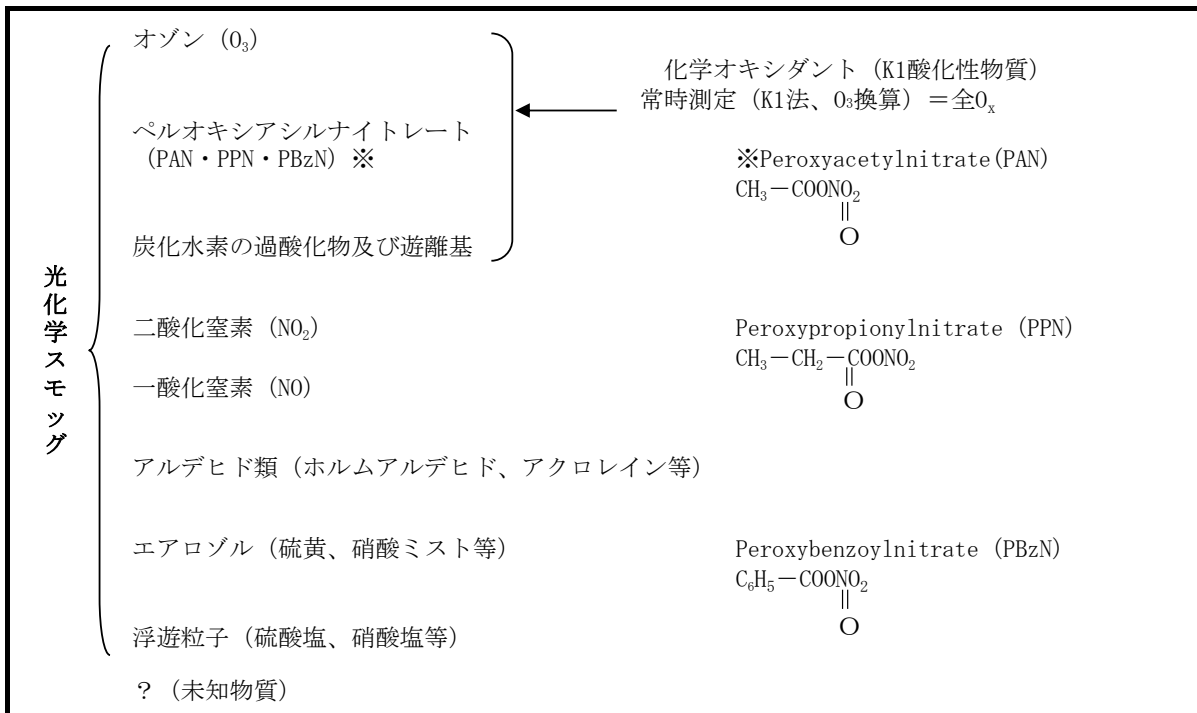 光化学スモッグ
オゾン（O₃）
ペルオキシアシルナイトレート
（PAN・PPN・PBzN）※
炭化水素の過酸化物及び遊離基
二酸化窒素（NO₂）
一酸化窒素（NO）
アルデヒド類（ホルムアルデヒド、アクロレイン等）
エアロゾル（硫黄、硝酸ミスト等）
浮遊粒子（硫酸塩、硝酸塩等）
？（未知物質）
化学オキシダント（K1酸化性物質）
常時測定（K1法、O₃換算）＝全Oₓ
※Peroxyacetylnitrate(PAN)
CH₃－COONO₂
||
O
Peroxypropionylnitrate（PPN）
CH₃－CH₂－COONO₂
||
O
Peroxybenzoylnitrate（PBzN）
C₆H₅－COONO₂
||
O